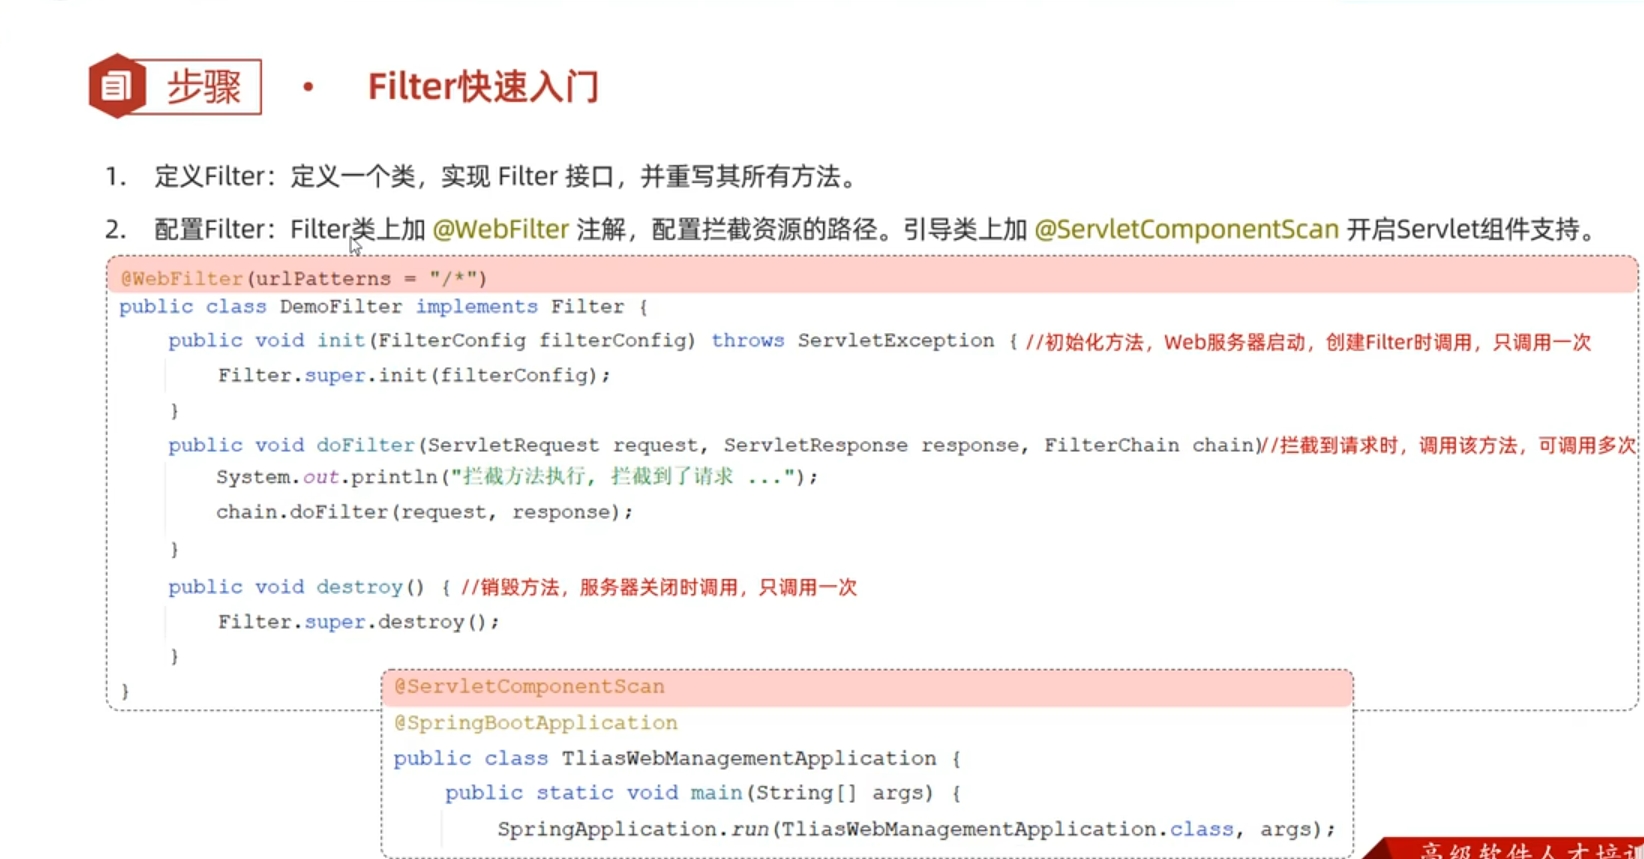 步骤 • Filter快速入门
1. 定义Filter：定义一个类，实现 Filter 接口，并重写其所有方法。
2. 配置Filter：Filter类上加 @WebFilter 注解，配置拦截资源的路径。引导类上加 @ServletComponentScan 开启Servlet组件支持。
@WebFilter(urlPatterns = "/*")
public class DemoFilter implements Filter {
public void init(FilterConfig filterConfig) throws ServletException { //初始化方法，Web服务器启动，创建Filter时调用，只调用一次
Filter.super.init(filterConfig);
}
public void doFilter(ServletRequest request, ServletResponse response, FilterChain chain)//拦截到请求时，调用该方法，可调用多次
System.out.println("拦截方法执行, 拦截到了请求 ...");
chain.doFilter(request, response);
}
public void destroy() { //销毁方法，服务器关闭时调用，只调用一次
Filter.super.destroy();
}
}
@ServletComponentScan
@SpringBootApplication
public class TliasWebManagementApplication {
public static void main(String[] args) {
SpringApplication.run(TliasWebManagementApplication.class, args);
高级软件人才培训